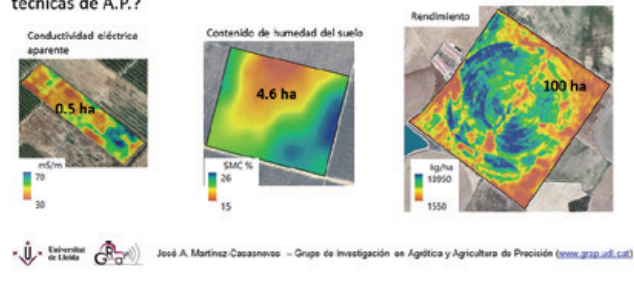 técnicas de A.P.?
Conductividad eléctrica
aparente
0.5 ha
mS/m
70
30
Contenido de humedad del suelo
4.6 ha
SMC %
26
15
Rendimiento
100 ha
kg/ha
13950
1550
Universitat
de Lleida
José A. Martínez-Casasnovas – Grupo de Investigación en Agrótica y Agricultura de Precisión (www.grap.udl.cat)